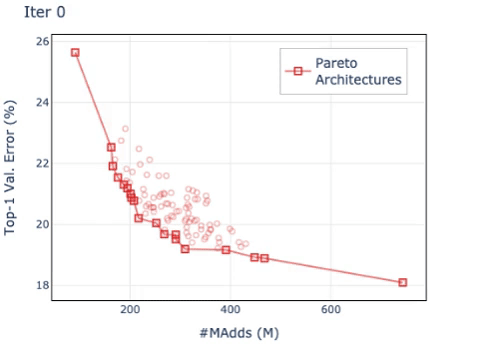 Iter 0
26
24
22
20
18
Top-1 Val. Error (%)
Pareto
Architectures
200
400
600
#MAdds (M)